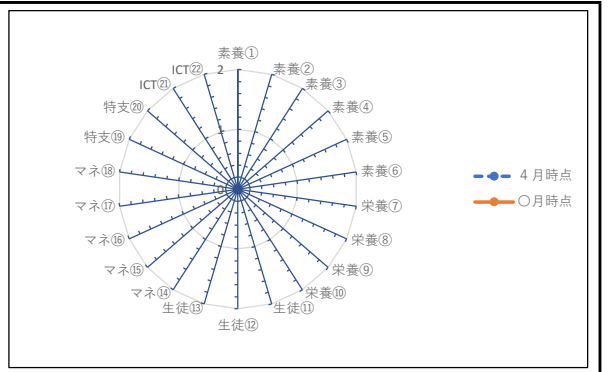 素養①
素養②
素養③
素養④
素養⑤
素養⑥
栄養⑦
栄養⑧
栄養⑨
栄養⑩
生徒⑪
生徒⑫
生徒⑬
マネ⑭
マネ⑮
マネ⑯
マネ⑰
マネ⑱
特支⑲
特支⑳
ICT㉑
ICT㉒
2
1
0
4月時点
〇月時点